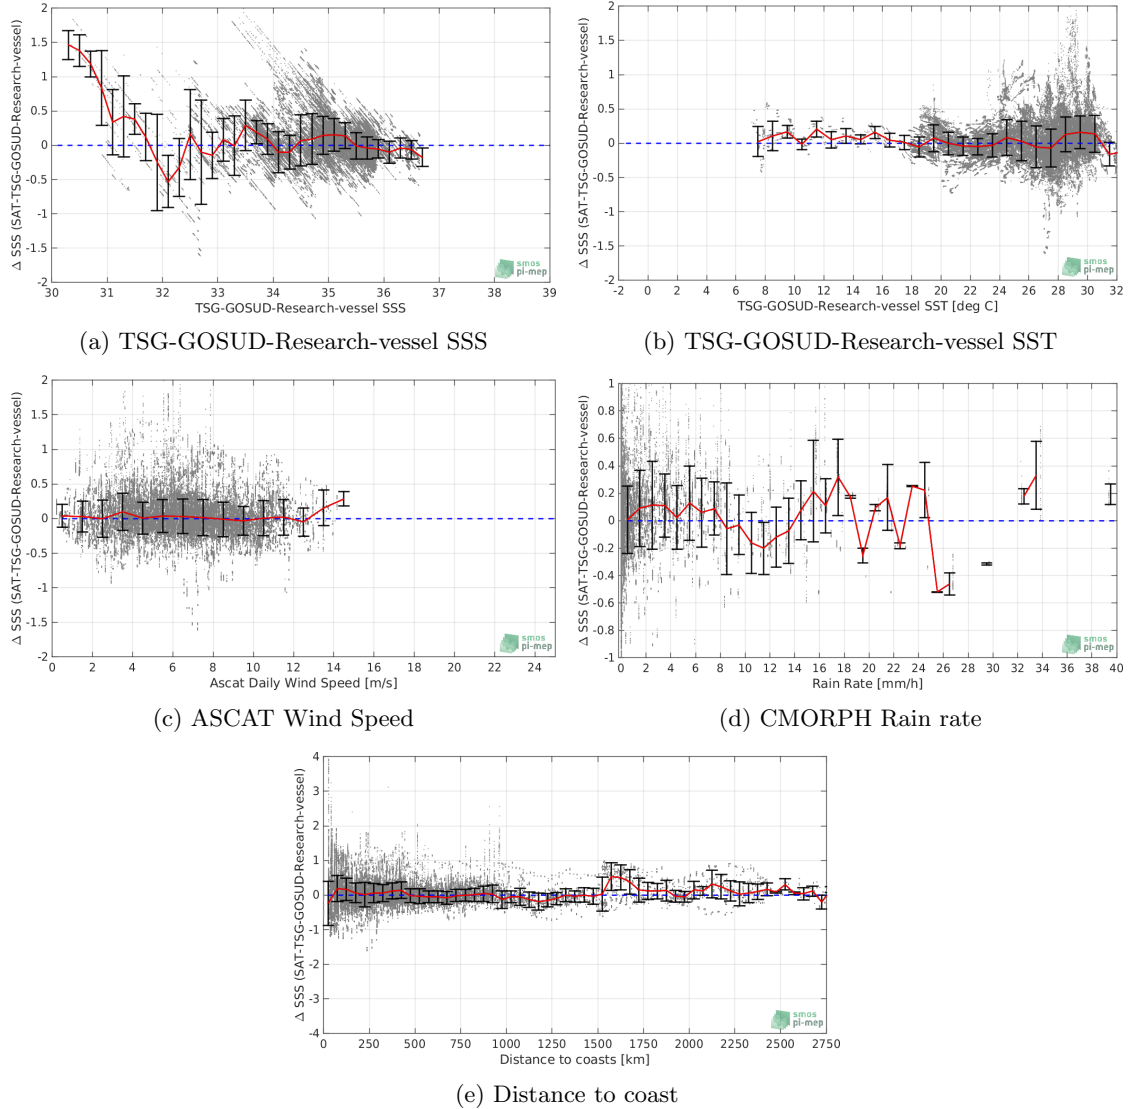 Δ SSS (SAT-TSG-GOSUD-Research-vessel)
2
1.5
1
0.5
0
-0.5
-1
-1.5
-2
30 31 32 33 34 35 36 37 38 39
TSG-GOSUD-Research-vessel SSS
smos
pi-mep
(a) TSG-GOSUD-Research-vessel SSS
Δ SSS (SAT-TSG-GOSUD-Research-vessel)
2
1.5
1
0.5
0
-0.5
-1
-1.5
-2
-2 0 2 4 6 8 10 12 14 16 18 20 22 24 26 28 30 32
TSG-GOSUD-Research-vessel SST [deg C]
smos
pi-mep
(b) TSG-GOSUD-Research-vessel SST
Δ SSS (SAT-TSG-GOSUD-Research-vessel)
2
1.5
1
0.5
0
-0.5
-1
-1.5
-2
0 2 4 6 8 10 12 14 16 18 20 22 24
Ascat Daily Wind Speed [m/s]
smos
pi-mep
(c) ASCAT Wind Speed
Δ SSS (SAT-TSG-GOSUD-Research-vessel)
1
0.8
0.6
0.4
0.2
0
-0.2
-0.4
-0.6
-0.8
-1
0 2 4 6 8 10 12 14 16 18 20 22 24 26 28 30 32 34 36 38 40
Rain Rate [mm/h]
smos
pi-mep
(d) CMORPH Rain rate
Δ SSS (SAT-TSG-GOSUD-Research-vessel)
4
3
2
1
0
-1
-2
-3
-4
0 250 500 750 1000 1250 1500 1750 2000 2250 2500 2750
Distance to coasts [km]
smos
pi-mep
(e) Distance to coast